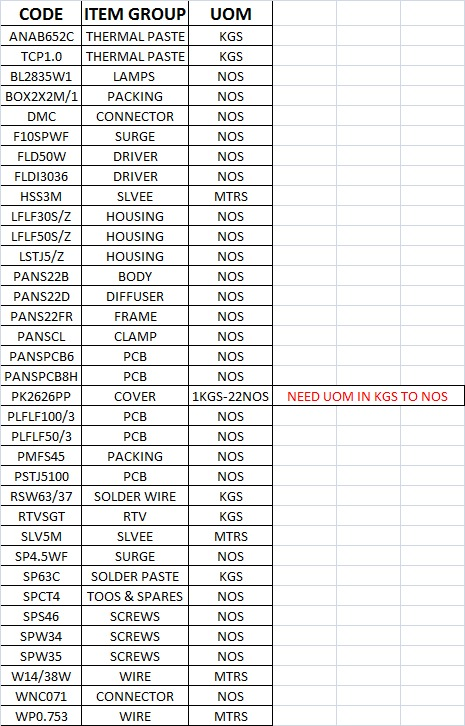 CODE ITEM GROUP UOM
ANAB652C THERMAL PASTE KGS
TCP1.0 THERMAL PASTE KGS
BL2835W1 LAMPS NOS
BOX2X2M/1 PACKING NOS
DMC CONNECTOR NOS
F10SPWF SURGE NOS
FLD50W DRIVER NOS
FLDI3036 DRIVER NOS
HSS3M SLVEE MTRS
LFLF30S/Z HOUSING NOS
LFLF50S/Z HOUSING NOS
LSTJ5/Z HOUSING NOS
PANS22B BODY NOS
PANS22D DIFFUSER NOS
PANS22FR FRAME NOS
PANSCL CLAMP NOS
PANSPCB6 PCB NOS
PANSPCB8H PCB NOS
PK2626PP COVER 1KGS-22NOS NEED UOM IN KGS TO NOS
PLFLF100/3 PCB NOS
PLFLF50/3 PCB NOS
PMFS45 PACKING NOS
PSTJ5100 PCB NOS
RSW63/37 SOLDER WIRE KGS
RTVSGT RTV KGS
SLV5M SLVEE MTRS
SP4.5WF SURGE NOS
SP63C SOLDER PASTE KGS
SPCT4 TOOS & SPARES NOS
SPS46 SCREWS NOS
SPW34 SCREWS NOS
SPW35 SCREWS NOS
W14/38W WIRE MTRS
WNC071 CONNECTOR NOS
WP0.753 WIRE MTRS